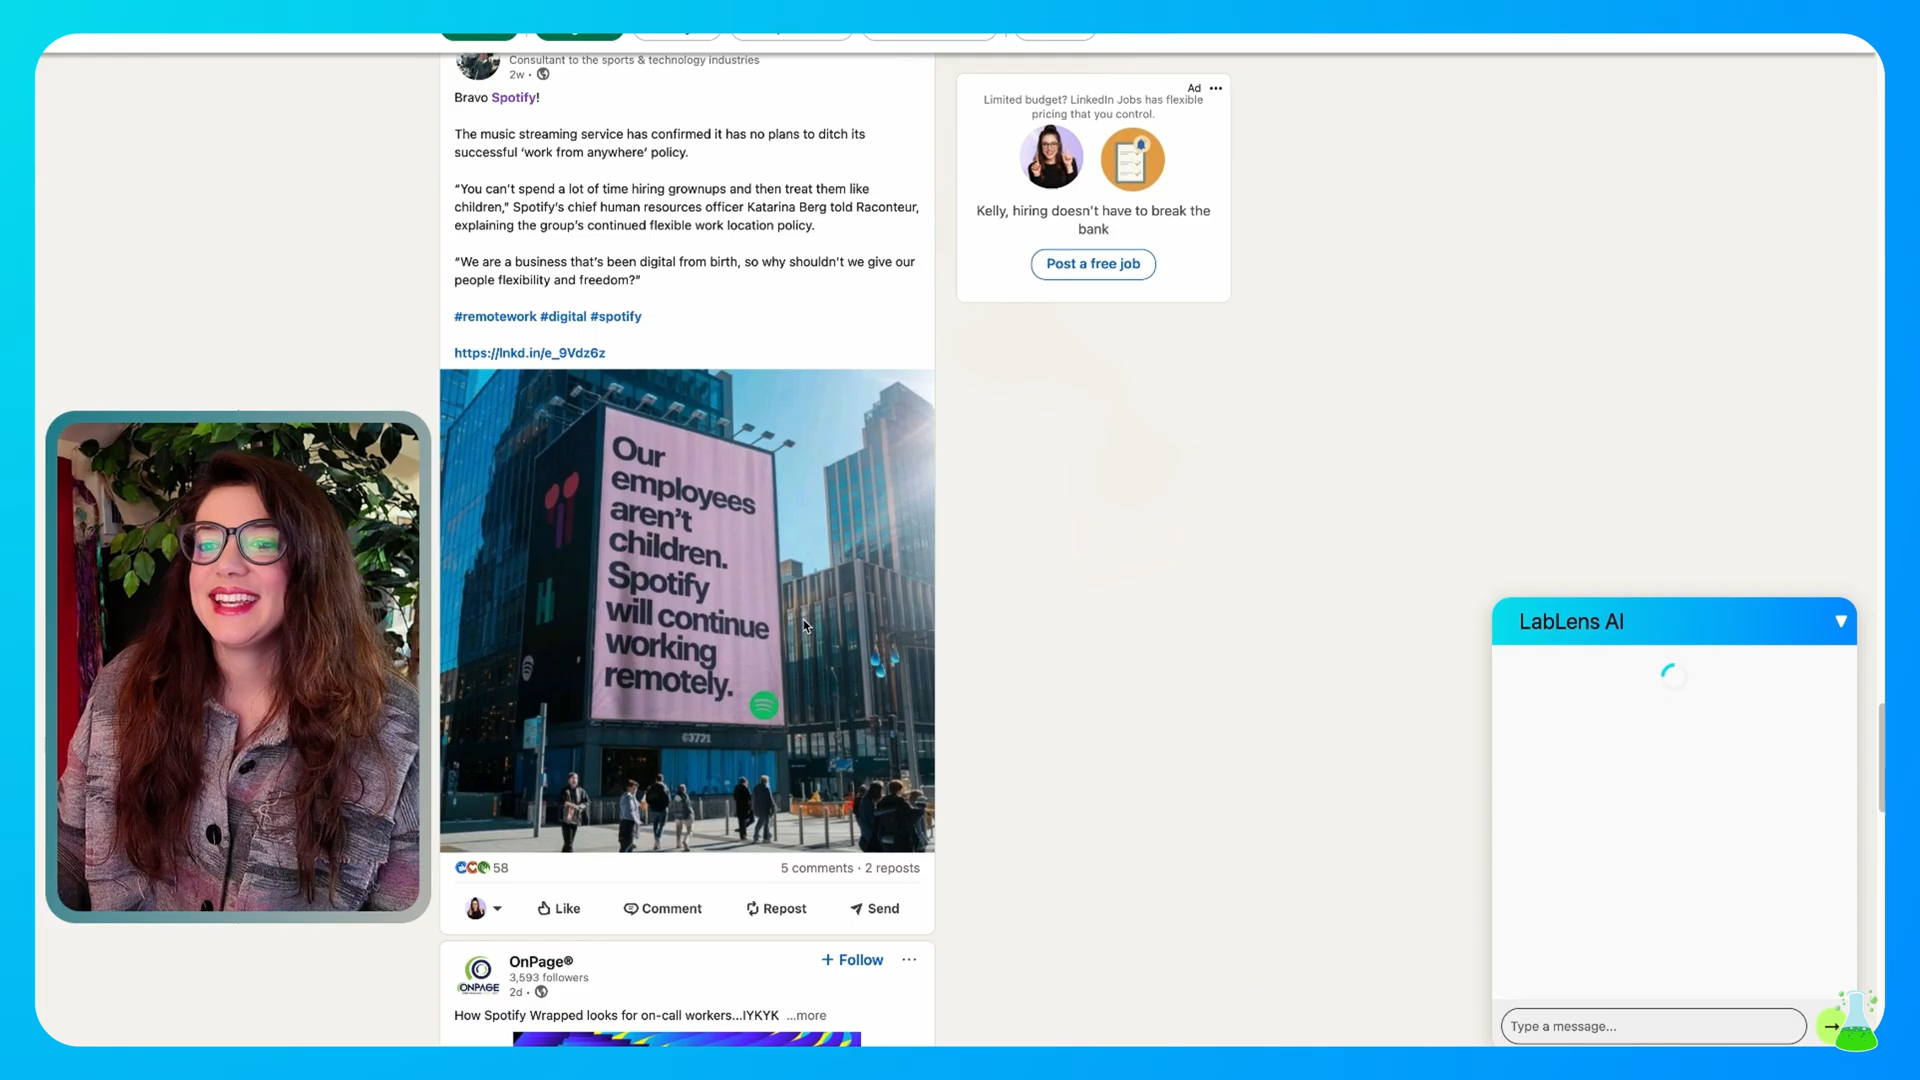 Consultant to the sports & technology industries
2w •
Bravo Spotify!
The music streaming service has confirmed it has no plans to ditch its
successful ‘work from anywhere’ policy.
“You can’t spend a lot of time hiring grownups and then treat them like
children,” Spotify’s chief human resources officer Katarina Berg told Raconteur,
explaining the group’s continued flexible work location policy.
“We are a business that’s been digital from birth, so why shouldn’t we give our
people flexibility and freedom?”
#remotework #digital #spotify
https://lnkd.in/e_9Vdz6z
Our
employees
aren’t
children.
Spotify
will continue
working
remotely.
63721
58
5 comments · 2 reposts
Like
Comment
Repost
Send
OnPage®
3,593 followers
2d •
ONPAGE
+ Follow
How Spotify Wrapped looks for on-call workers...IYKYK ...more
Ad
Limited budget? LinkedIn Jobs has flexible
pricing that you control.
Kelly, hiring doesn’t have to break the
bank
Post a free job
LabLens AI
Type a message...